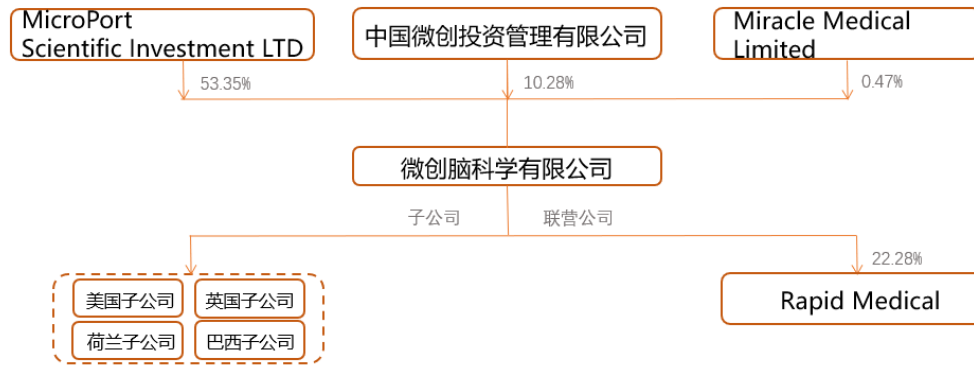 MicroPort
Scientific Investment LTD
中国微创投资管理有限公司
Miracle Medical
Limited
53.35%
10.28%
0.47%
微创脑科学有限公司
子公司
联营公司
22.28%
美国子公司
英国子公司
Rapid Medical
荷兰子公司
巴西子公司